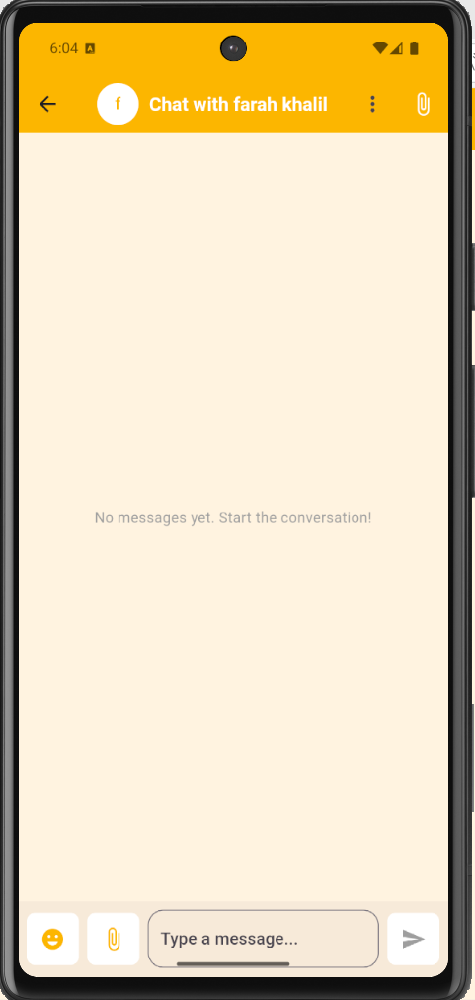 6:04 A
f Chat with farah khalil
No messages yet. Start the conversation!
Type a message...